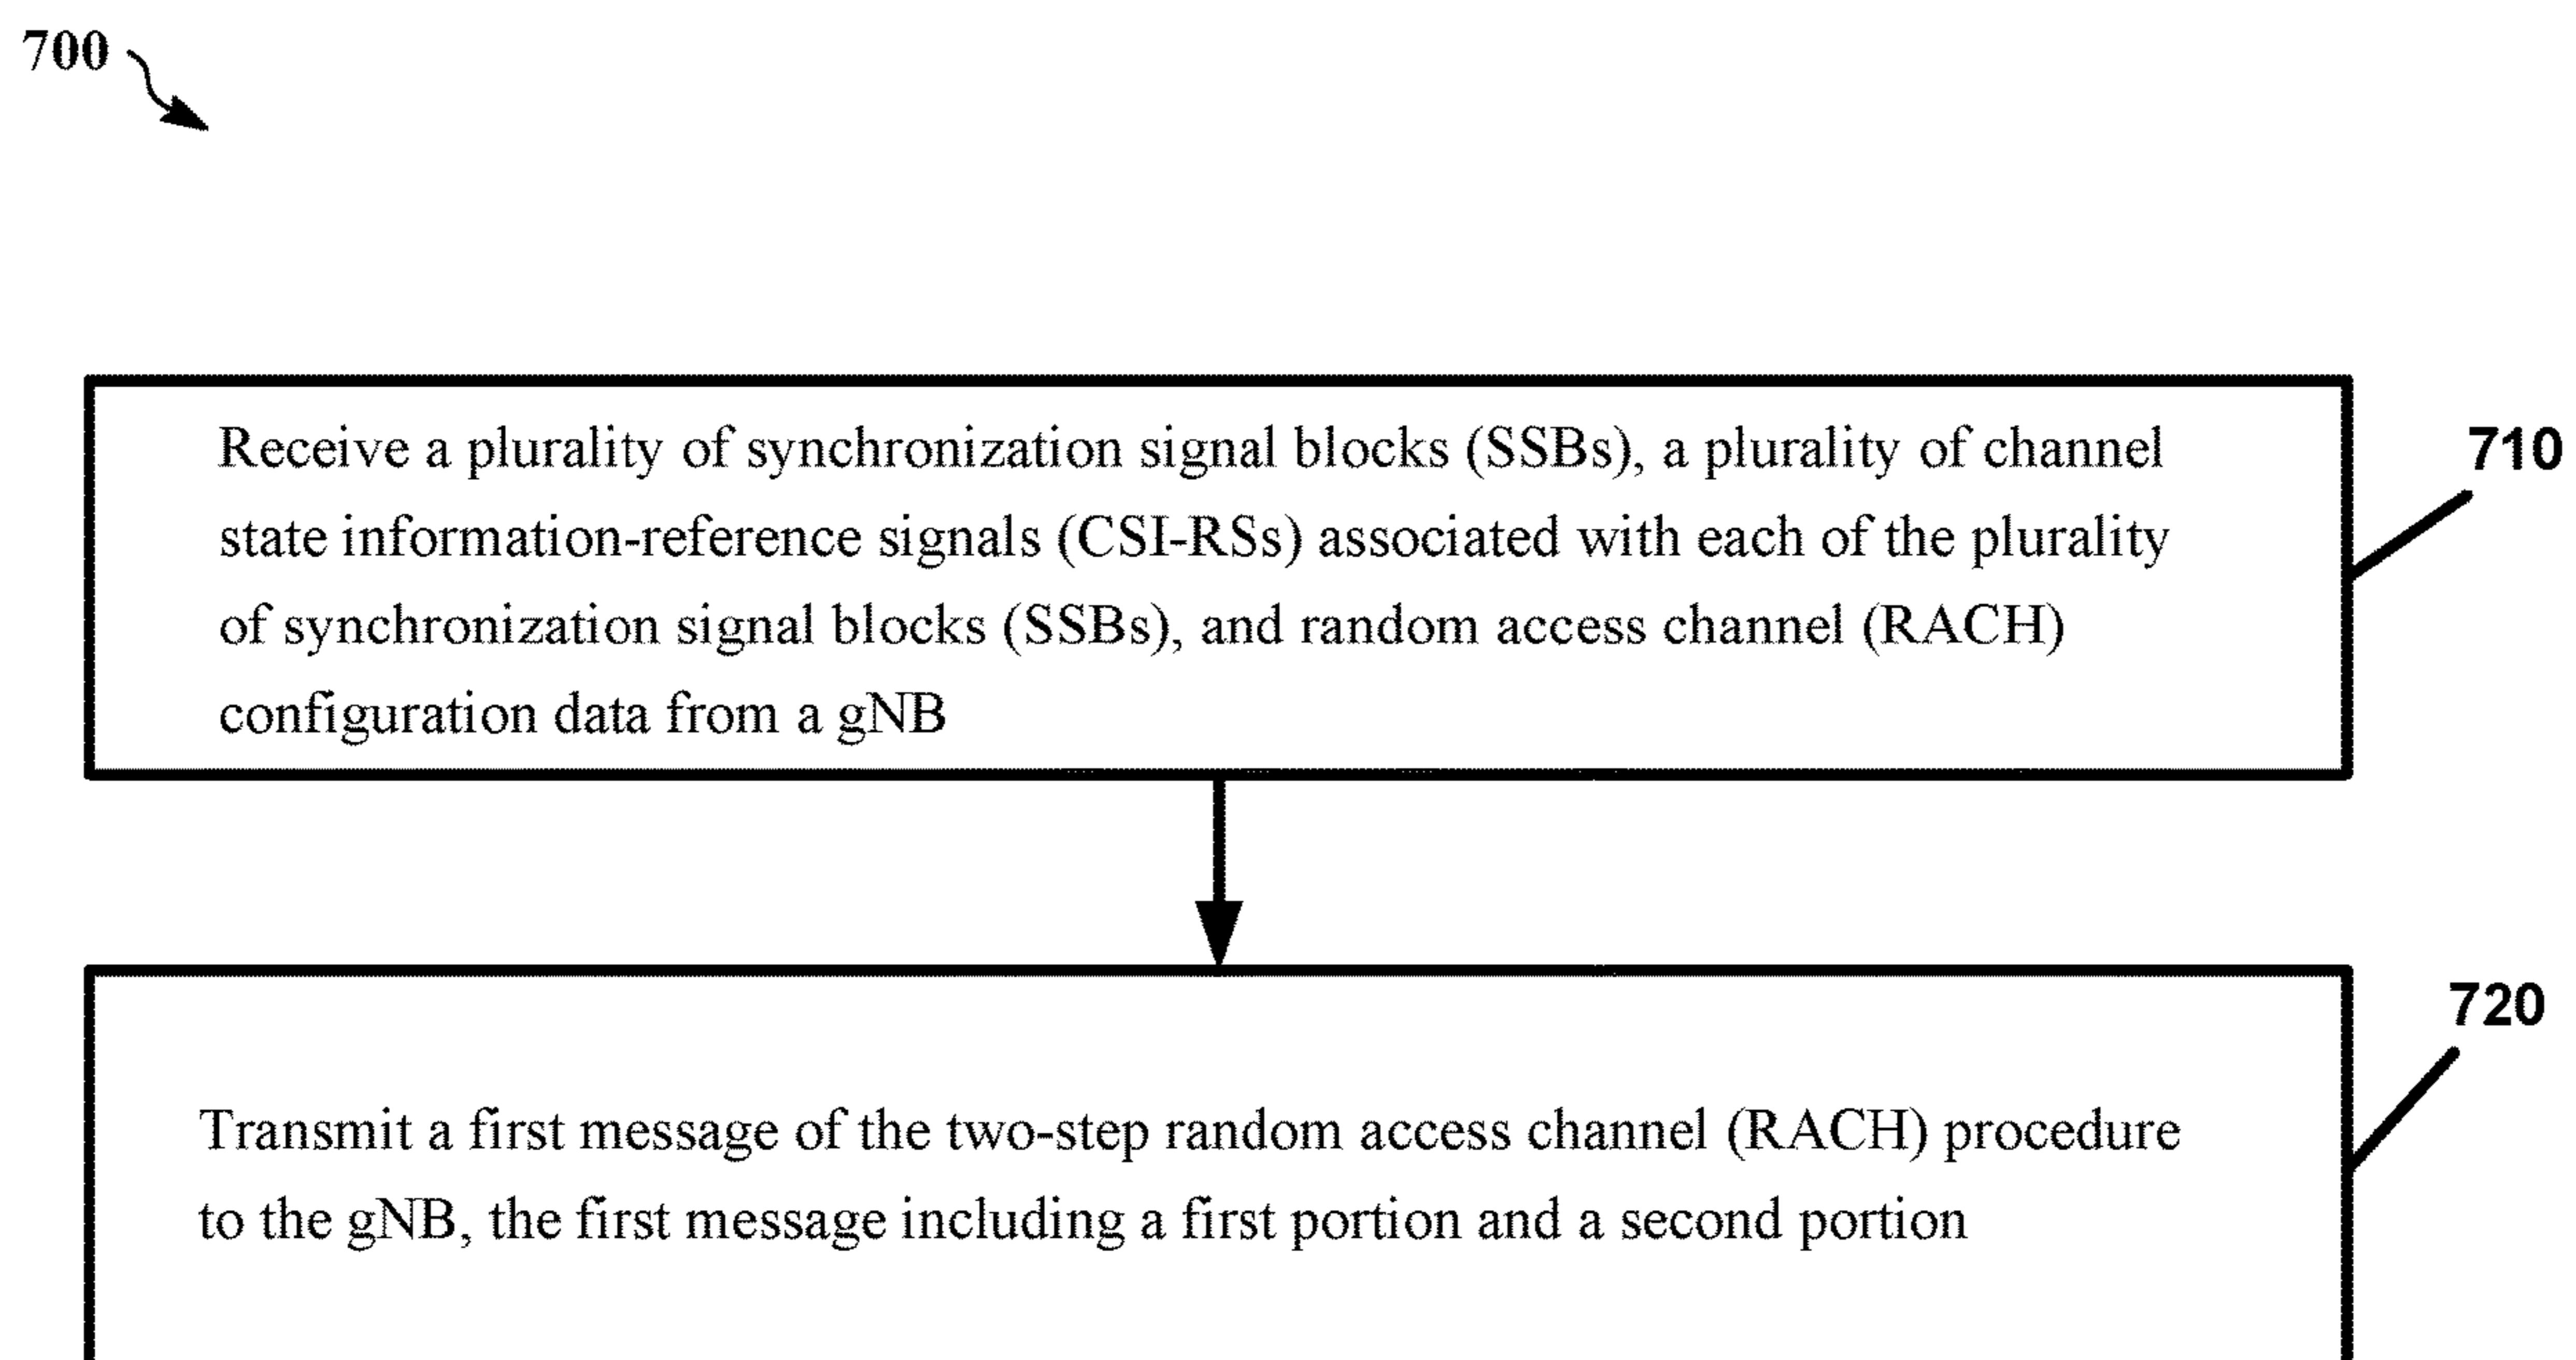 700
Receive a plurality of synchronization signal blocks (SSBs), a plurality of channel
state information-reference signals (CSI-RSs) associated with each of the plurality
of synchronization signal blocks (SSBs), and random access channel (RACH)
configuration data from a gNB
710
Transmit a first message of the two-step random access channel (RACH) procedure
to the gNB, the first message including a first portion and a second portion
720